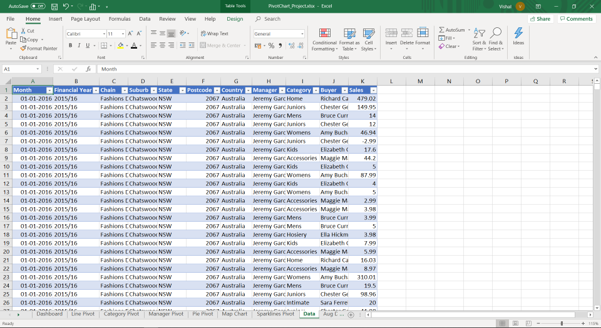 AutoSave Off
Table Tools
PivotChart_Project.xlsx - Excel
Vishal
File Home Insert Page Layout Formulas Data Review View Help Design Search Share Comments
Paste Cut Copy Format Painter
Calibri 11
Wrap Text
Merge & Center
General
Conditional Formatting Format as Table Cell Styles
Insert Delete Format
AutoSum Fill Clear
Sort & Filter Find & Select
Ideas
Clipboard Font Alignment Number Styles Cells Editing Ideas
A1 fx Month
A B C D E F G H I J K L M N O P Q R
1 Month Financial Year Chain Suburb State Postcode Country Manager Category Buyer Sales
2 01-01-2016 2015/16 Fashions D Chatswood NSW 2067 Australia Jeremy Garc Home Richard Ca 479.02
3 01-01-2016 2015/16 Fashions D Chatswood NSW 2067 Australia Jeremy Garc Juniors Chester Ge 149.95
4 01-01-2016 2015/16 Fashions D Chatswood NSW 2067 Australia Jeremy Garc Mens Bruce Curr 14
5 01-01-2016 2015/16 Fashions D Chatswood NSW 2067 Australia Jeremy Garc Juniors Chester Ge 12
6 01-01-2016 2015/16 Fashions D Chatswood NSW 2067 Australia Jeremy Garc Womens Amy Buch 46.94
7 01-01-2016 2015/16 Fashions D Chatswood NSW 2067 Australia Jeremy Garc Juniors Chester Ge -2.99
8 01-01-2016 2015/16 Fashions D Chatswood NSW 2067 Australia Jeremy Garc Kids Elizabeth 17.6
9 01-01-2016 2015/16 Fashions D Chatswood NSW 2067 Australia Jeremy Garc Accessories Maggie M 44.2
10 01-01-2016 2015/16 Fashions D Chatswood NSW 2067 Australia Jeremy Garc Kids Elizabeth 5
11 01-01-2016 2015/16 Fashions D Chatswood NSW 2067 Australia Jeremy Garc Womens Amy Buch 87.99
12 01-01-2016 2015/16 Fashions D Chatswood NSW 2067 Australia Jeremy Garc Kids Elizabeth 4
13 01-01-2016 2015/16 Fashions D Chatswood NSW 2067 Australia Jeremy Garc Womens Amy Buch 5
14 01-01-2016 2015/16 Fashions D Chatswood NSW 2067 Australia Jeremy Garc Accessories Maggie M 2.99
15 01-01-2016 2015/16 Fashions D Chatswood NSW 2067 Australia Jeremy Garc Accessories Maggie M 3.98
16 01-01-2016 2015/16 Fashions D Chatswood NSW 2067 Australia Jeremy Garc Mens Bruce Curr 3.99
17 01-01-2016 2015/16 Fashions D Chatswood NSW 2067 Australia Jeremy Garc Mens Bruce Curr 5
18 01-01-2016 2015/16 Fashions D Chatswood NSW 2067 Australia Jeremy Garc Hosiery Ella Hickm 3.98
19 01-01-2016 2015/16 Fashions D Chatswood NSW 2067 Australia Jeremy Garc Kids Elizabeth 7.99
20 01-01-2016 2015/16 Fashions D Chatswood NSW 2067 Australia Jeremy Garc Accessories Maggie M 5.99
21 01-01-2016 2015/16 Fashions D Chatswood NSW 2067 Australia Jeremy Garc Home Richard Ca 16.03
22 01-01-2016 2015/16 Fashions D Chatswood NSW 2067 Australia Jeremy Garc Accessories Maggie M 8.97
23 01-01-2016 2015/16 Fashions D Chatswood NSW 2067 Australia Jeremy Garc Womens Amy Buch 310.01
24 01-01-2016 2015/16 Fashions D Chatswood NSW 2067 Australia Jeremy Garc Mens Bruce Curr 19.5
25 01-01-2016 2015/16 Fashions D Chatswood NSW 2067 Australia Jeremy Garc Juniors Chester Ge 98.96
26 01-01-2016 2015/16 Fashions D Chatswood NSW 2067 Australia Jeremy Garc Intimate Sara Ferre 20
Dashboard Line Pivot Category Pivot Manager Pivot Pie Pivot Map Chart Sparklines Pivot Data Aug E ...
Ready